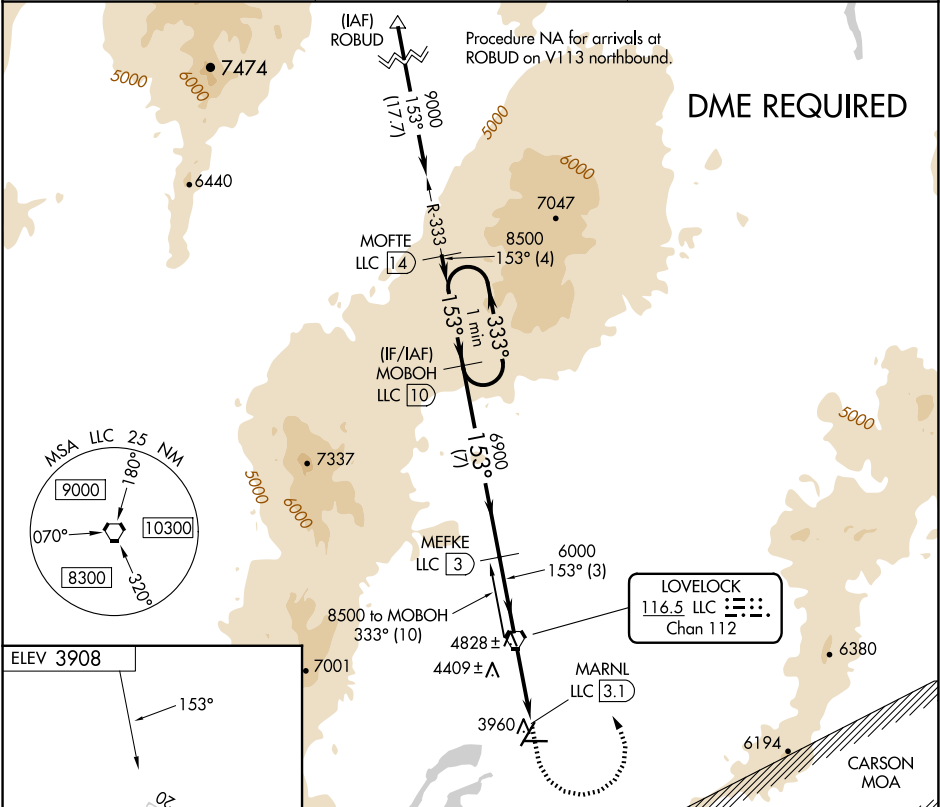 (IAF)
ROBUD
Procedure NA for arrivals at
ROBUD on V113 northbound.
7474
5000
6000
9000
153°
(17.7)
DME REQUIRED
5000
6000
6440
7047
R-333
MOFTE
LLC 14
8500
153° (4)
153°
1 min
333°
(IF/IAF)
MOBOH
LLC 10
5000
6900
153°
(7)
MSA LLC 25 NM
180°
9000
070°
10300
8300
320°
7337
5000
6000
MEFKE
LLC 3
6000
153° (3)
8500 to MOBOH
333° (10)
LOVELOCK
116.5 LLC
Chan 112
4828 ±
4409 ±
7001
MARNL
LLC 3.1
6380
3960
6194
CARSON
MOA
ELEV 3908
153°